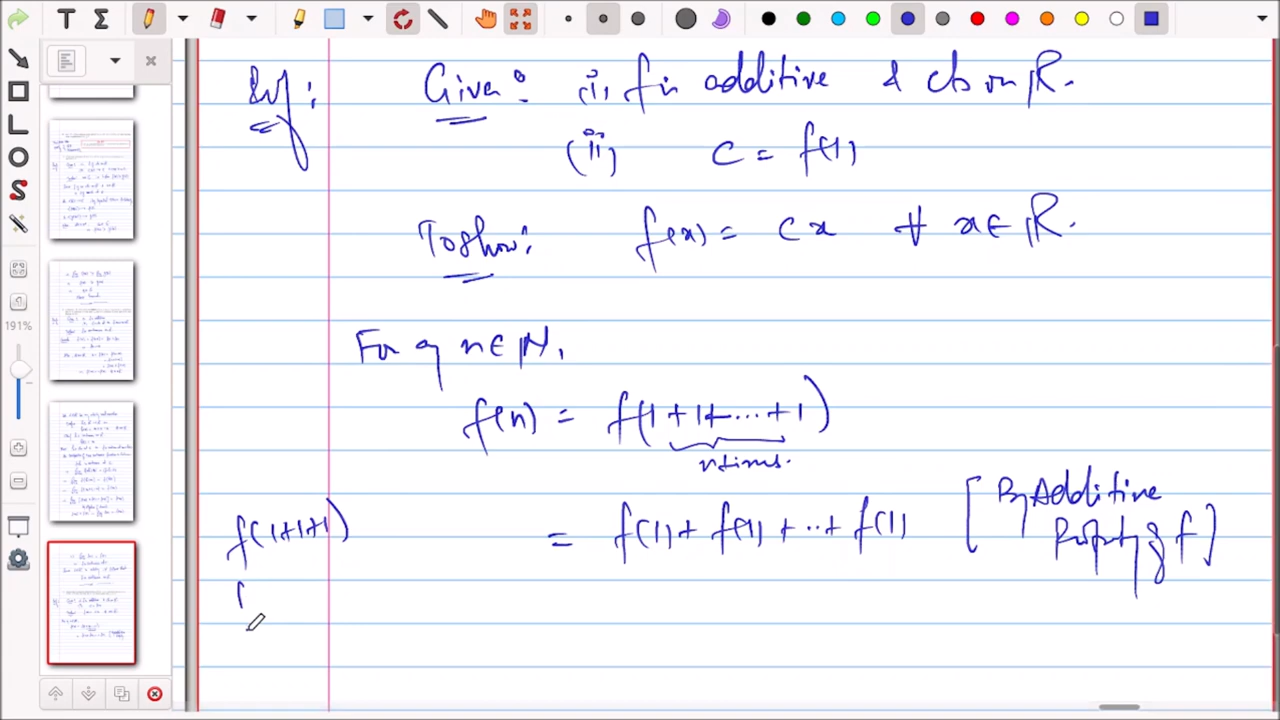 Given: (i) f is additive & cts on ℝ.
(ii) C = f(1)
To show: f(x) = cx ∀ x ∈ ℝ.
For any n ∈ ℕ,
f(n) = f(1+1+...+1)
n times.
= f(1) + f(1) + .. + f(1) [By Additive
Property of f]
f(1+1+1)
191%